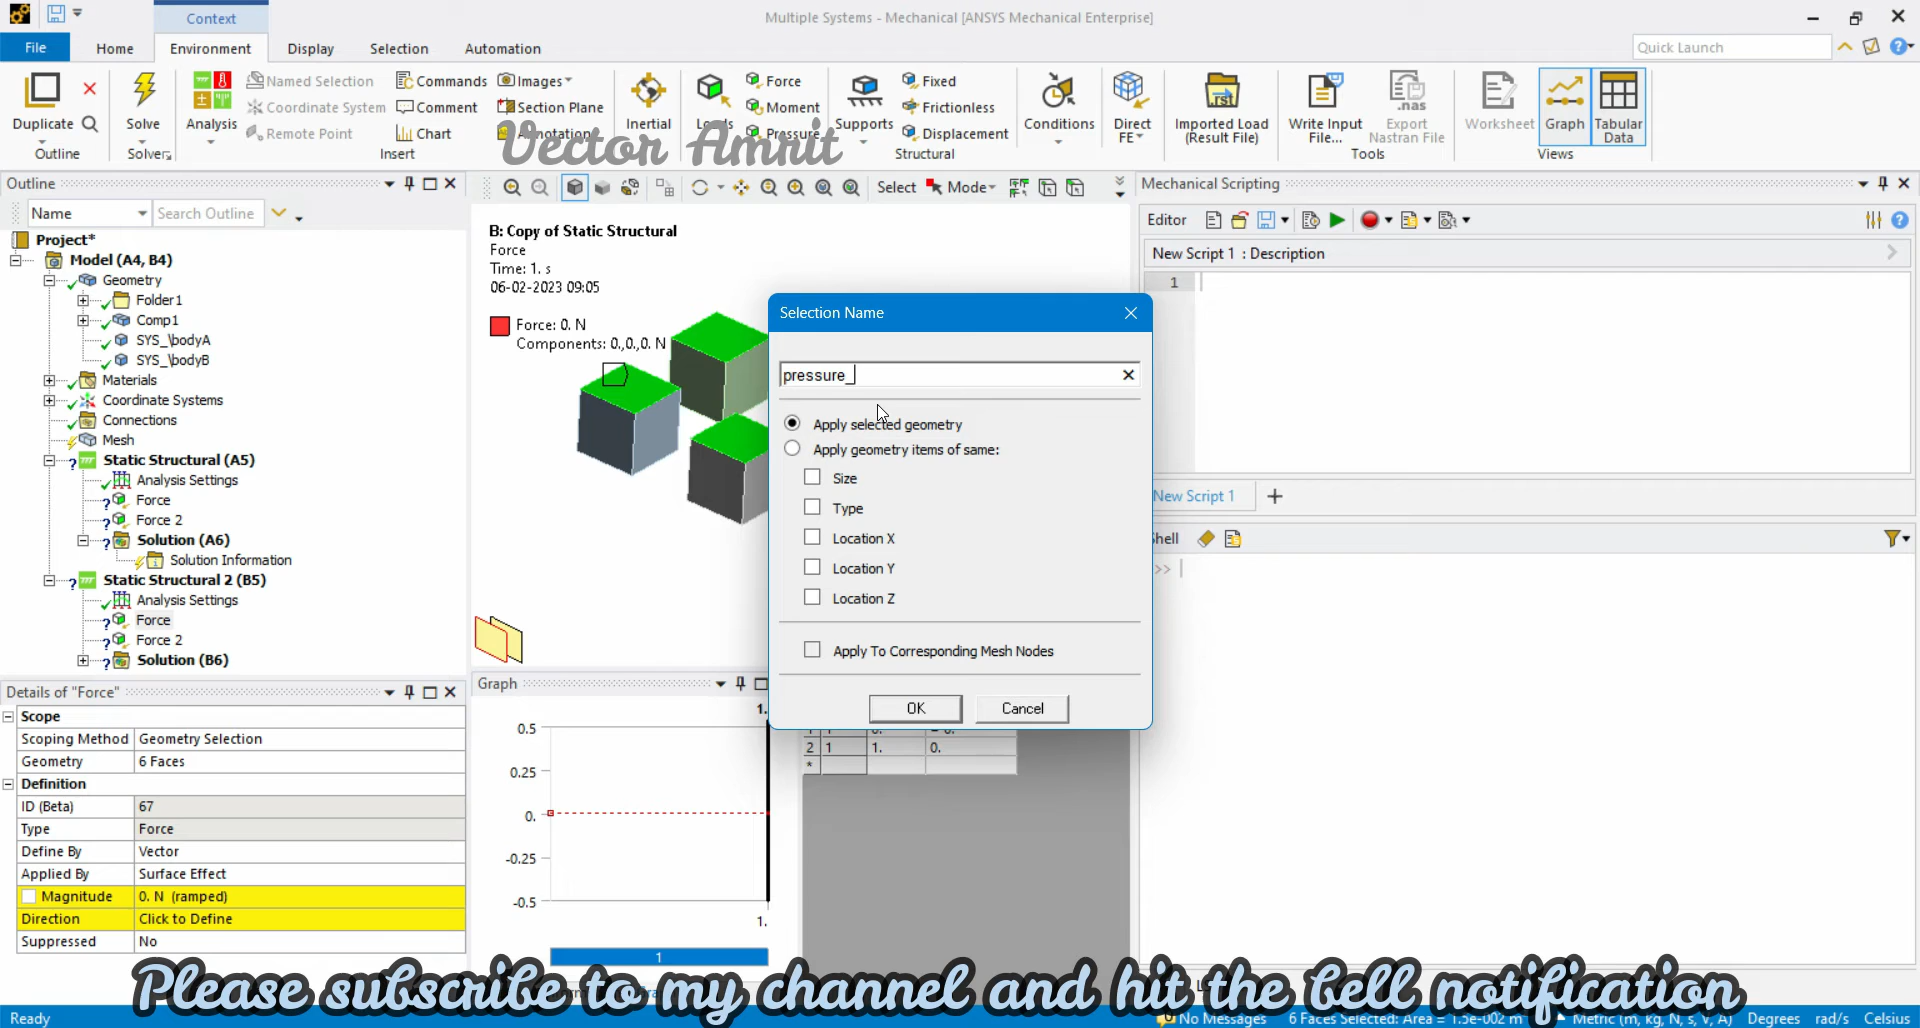 Context
Multiple Systems - Mechanical [ANSYS Mechanical Enterprise]
File Home Environment Display Selection Automation
Quick Launch
Duplicate
Outline
Solve
Solver
Analysis
Named Selection
Coordinate System
Remote Point
Commands
Comment
Chart
Images
Section Plane
Annotation
Insert
Inertial
Loads
Force
Moment
Pressure
Supports
Fixed
Frictionless
Displacement
Structural
Conditions
Direct
FE
Imported Load
(Result File)
Write Input
File...
Export
Nastran File
.rst
.nas
Tools
Worksheet
Graph
Tabular
Data
Views
Vector Amrit
Outline
Name
Search Outline
Project*
Model (A4, B4)
Geometry
Folder1
Comp1
SYS_\bodyA
SYS_\bodyB
Materials
Coordinate Systems
Connections
Mesh
Static Structural (A5)
Analysis Settings
Force
Force 2
Solution (A6)
Solution Information
Static Structural 2 (B5)
Analysis Settings
Force
Force 2
Solution (B6)
Details of "Force"
Scope
Scoping Method Geometry Selection
Geometry 6 Faces
Definition
ID (Beta) 67
Type Force
Define By Vector
Applied By Surface Effect
Magnitude 0. N (ramped)
Direction Click to Define
Suppressed No
Select Mode
B: Copy of Static Structural
Force
Time: 1. s
06-02-2023 09:05
Force: 0. N
Components: 0.,0.,0. N
Selection Name
pressure_
Apply selected geometry
Apply geometry items of same:
Size
Type
Location X
Location Y
Location Z
Apply To Corresponding Mesh Nodes
OK Cancel
Graph
1.
0.5
0.25
0.
-0.25
-0.5
1.
1
2 1 1. 0.
*
Mechanical Scripting
Editor
New Script 1 : Description
1
New Script 1 +
Shell
>>
Please subscribe to my channel and hit the bell notification
Ready
No Messages 6 Faces Selected: Area = 1.5e-002 m Metric (m, kg, N, s, V, A) Degrees rad/s Celsius